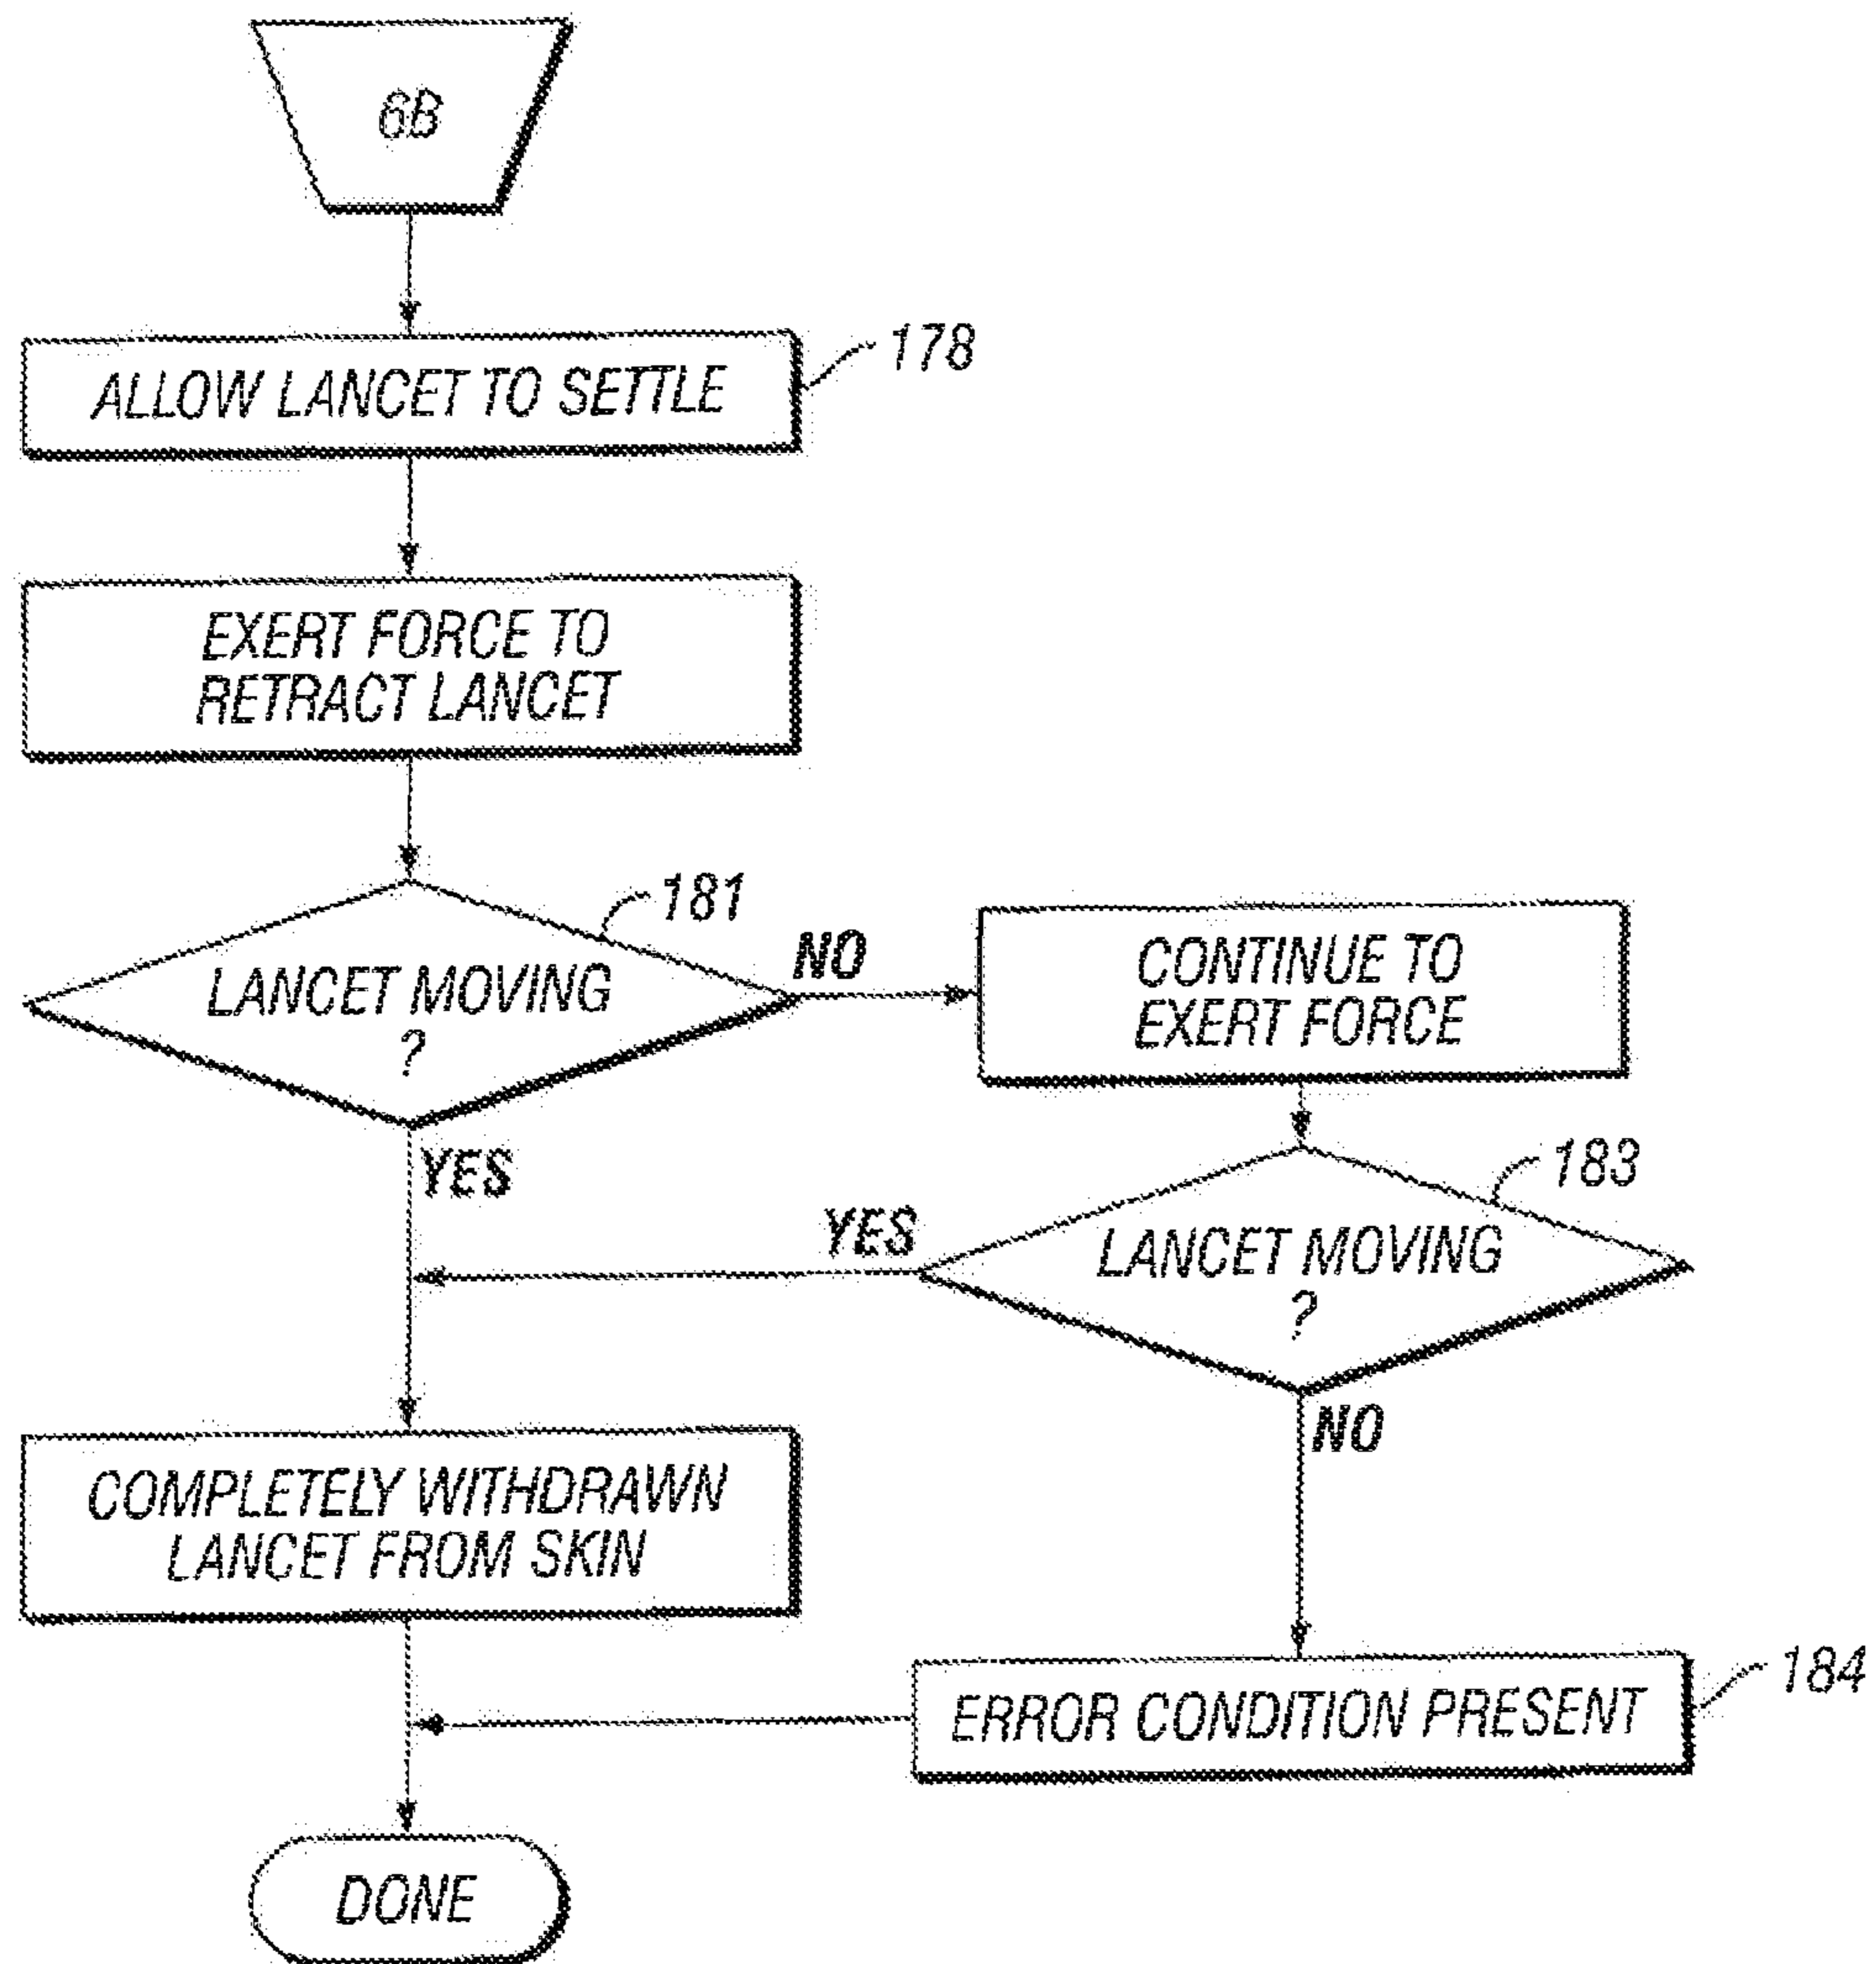 6B
ALLOW LANCET TO SETTLE
178
EXERT FORCE TO
RETRACT LANCET
181
LANCET MOVING
?
NO
YES
CONTINUE TO
EXERT FORCE
183
LANCET MOVING
?
YES
NO
COMPLETELY WITHDRAWN
LANCET FROM SKIN
ERROR CONDITION PRESENT
184
DONE